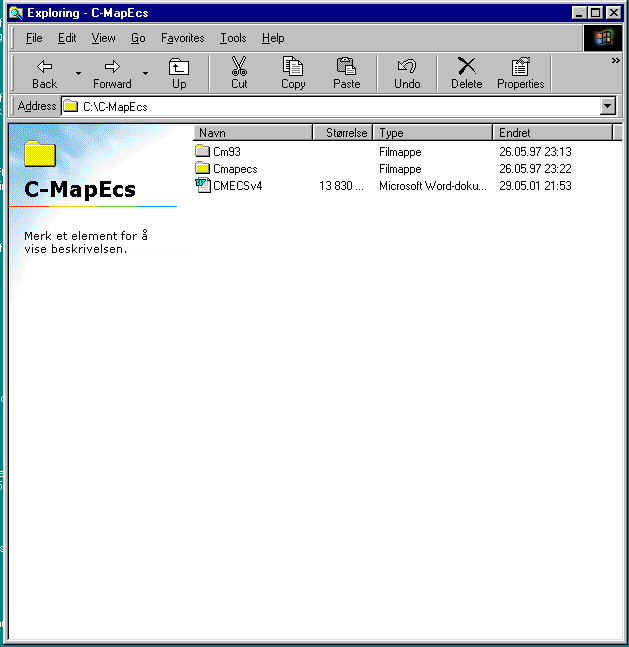 Exploring - C-MapEcs
File Edit View Go Favorites Tools Help
Back Forward Up Cut Copy Paste Undo Delete Properties »
Address C:\C-MapEcs
Navn Størrelse Type Endret
Cm93 Filmappe 26.05.97 23:13
Cmapecs Filmappe 26.05.97 23:22
CMECSv4 13 830 ... Microsoft Word-doku... 29.05.01 21:53
C-MapEcs
Merk et element for å
vise beskrivelsen.